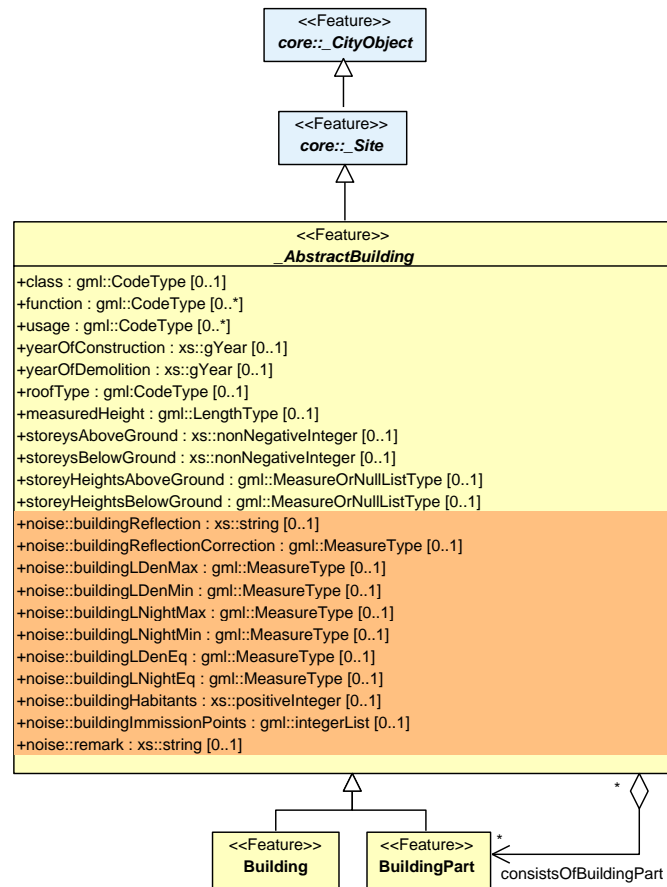 <<Feature>>
core::_CityObject
<<Feature>>
core::_Site
<<Feature>>
_AbstractBuilding
+class : gml::CodeType [0..1]
+function : gml::CodeType [0..*]
+usage : gml::CodeType [0..*]
+yearOfConstruction : xs::gYear [0..1]
+yearOfDemolition : xs::gYear [0..1]
+roofType : gml:CodeType [0..1]
+measuredHeight : gml::LengthType [0..1]
+storeysAboveGround : xs::nonNegativeInteger [0..1]
+storeysBelowGround : xs::nonNegativeInteger [0..1]
+storeyHeightsAboveGround : gml::MeasureOrNullListType [0..1]
+storeyHeightsBelowGround : gml::MeasureOrNullListType [0..1]
+noise::buildingReflection : xs::string [0..1]
+noise::buildingReflectionCorrection : gml::MeasureType [0..1]
+noise::buildingLDenMax : gml::MeasureType [0..1]
+noise::buildingLDenMin : gml::MeasureType [0..1]
+noise::buildingLNightMax : gml::MeasureType [0..1]
+noise::buildingLNightMin : gml::MeasureType [0..1]
+noise::buildingLDenEq : gml::MeasureType [0..1]
+noise::buildingLNightEq : gml::MeasureType [0..1]
+noise::buildingHabitants : xs::positiveInteger [0..1]
+noise::buildingImmissionPoints : gml::integerList [0..1]
+noise::remark : xs::string [0..1]
*
*
<<Feature>>
Building
<<Feature>>
BuildingPart
consistsOfBuildingPart